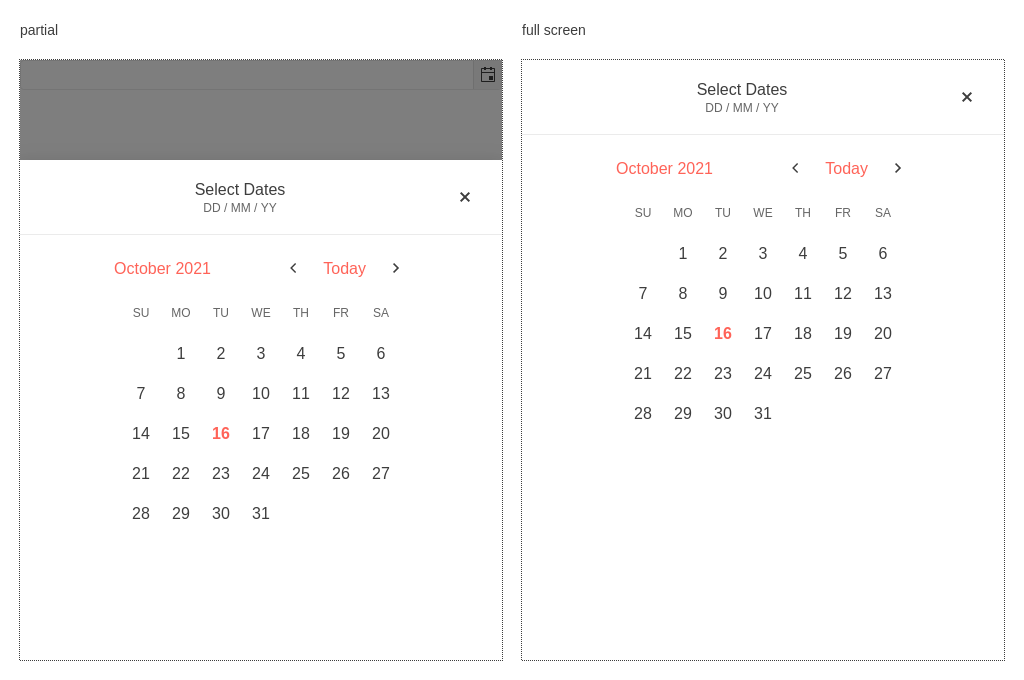 partial
Select Dates
DD / MM / YY
October 2021 Today
SU MO TU WE TH FR SA
1 2 3 4 5 6
7 8 9 10 11 12 13
14 15 16 17 18 19 20
21 22 23 24 25 26 27
28 29 30 31
full screen
Select Dates
DD / MM / YY
October 2021 Today
SU MO TU WE TH FR SA
1 2 3 4 5 6
7 8 9 10 11 12 13
14 15 16 17 18 19 20
21 22 23 24 25 26 27
28 29 30 31